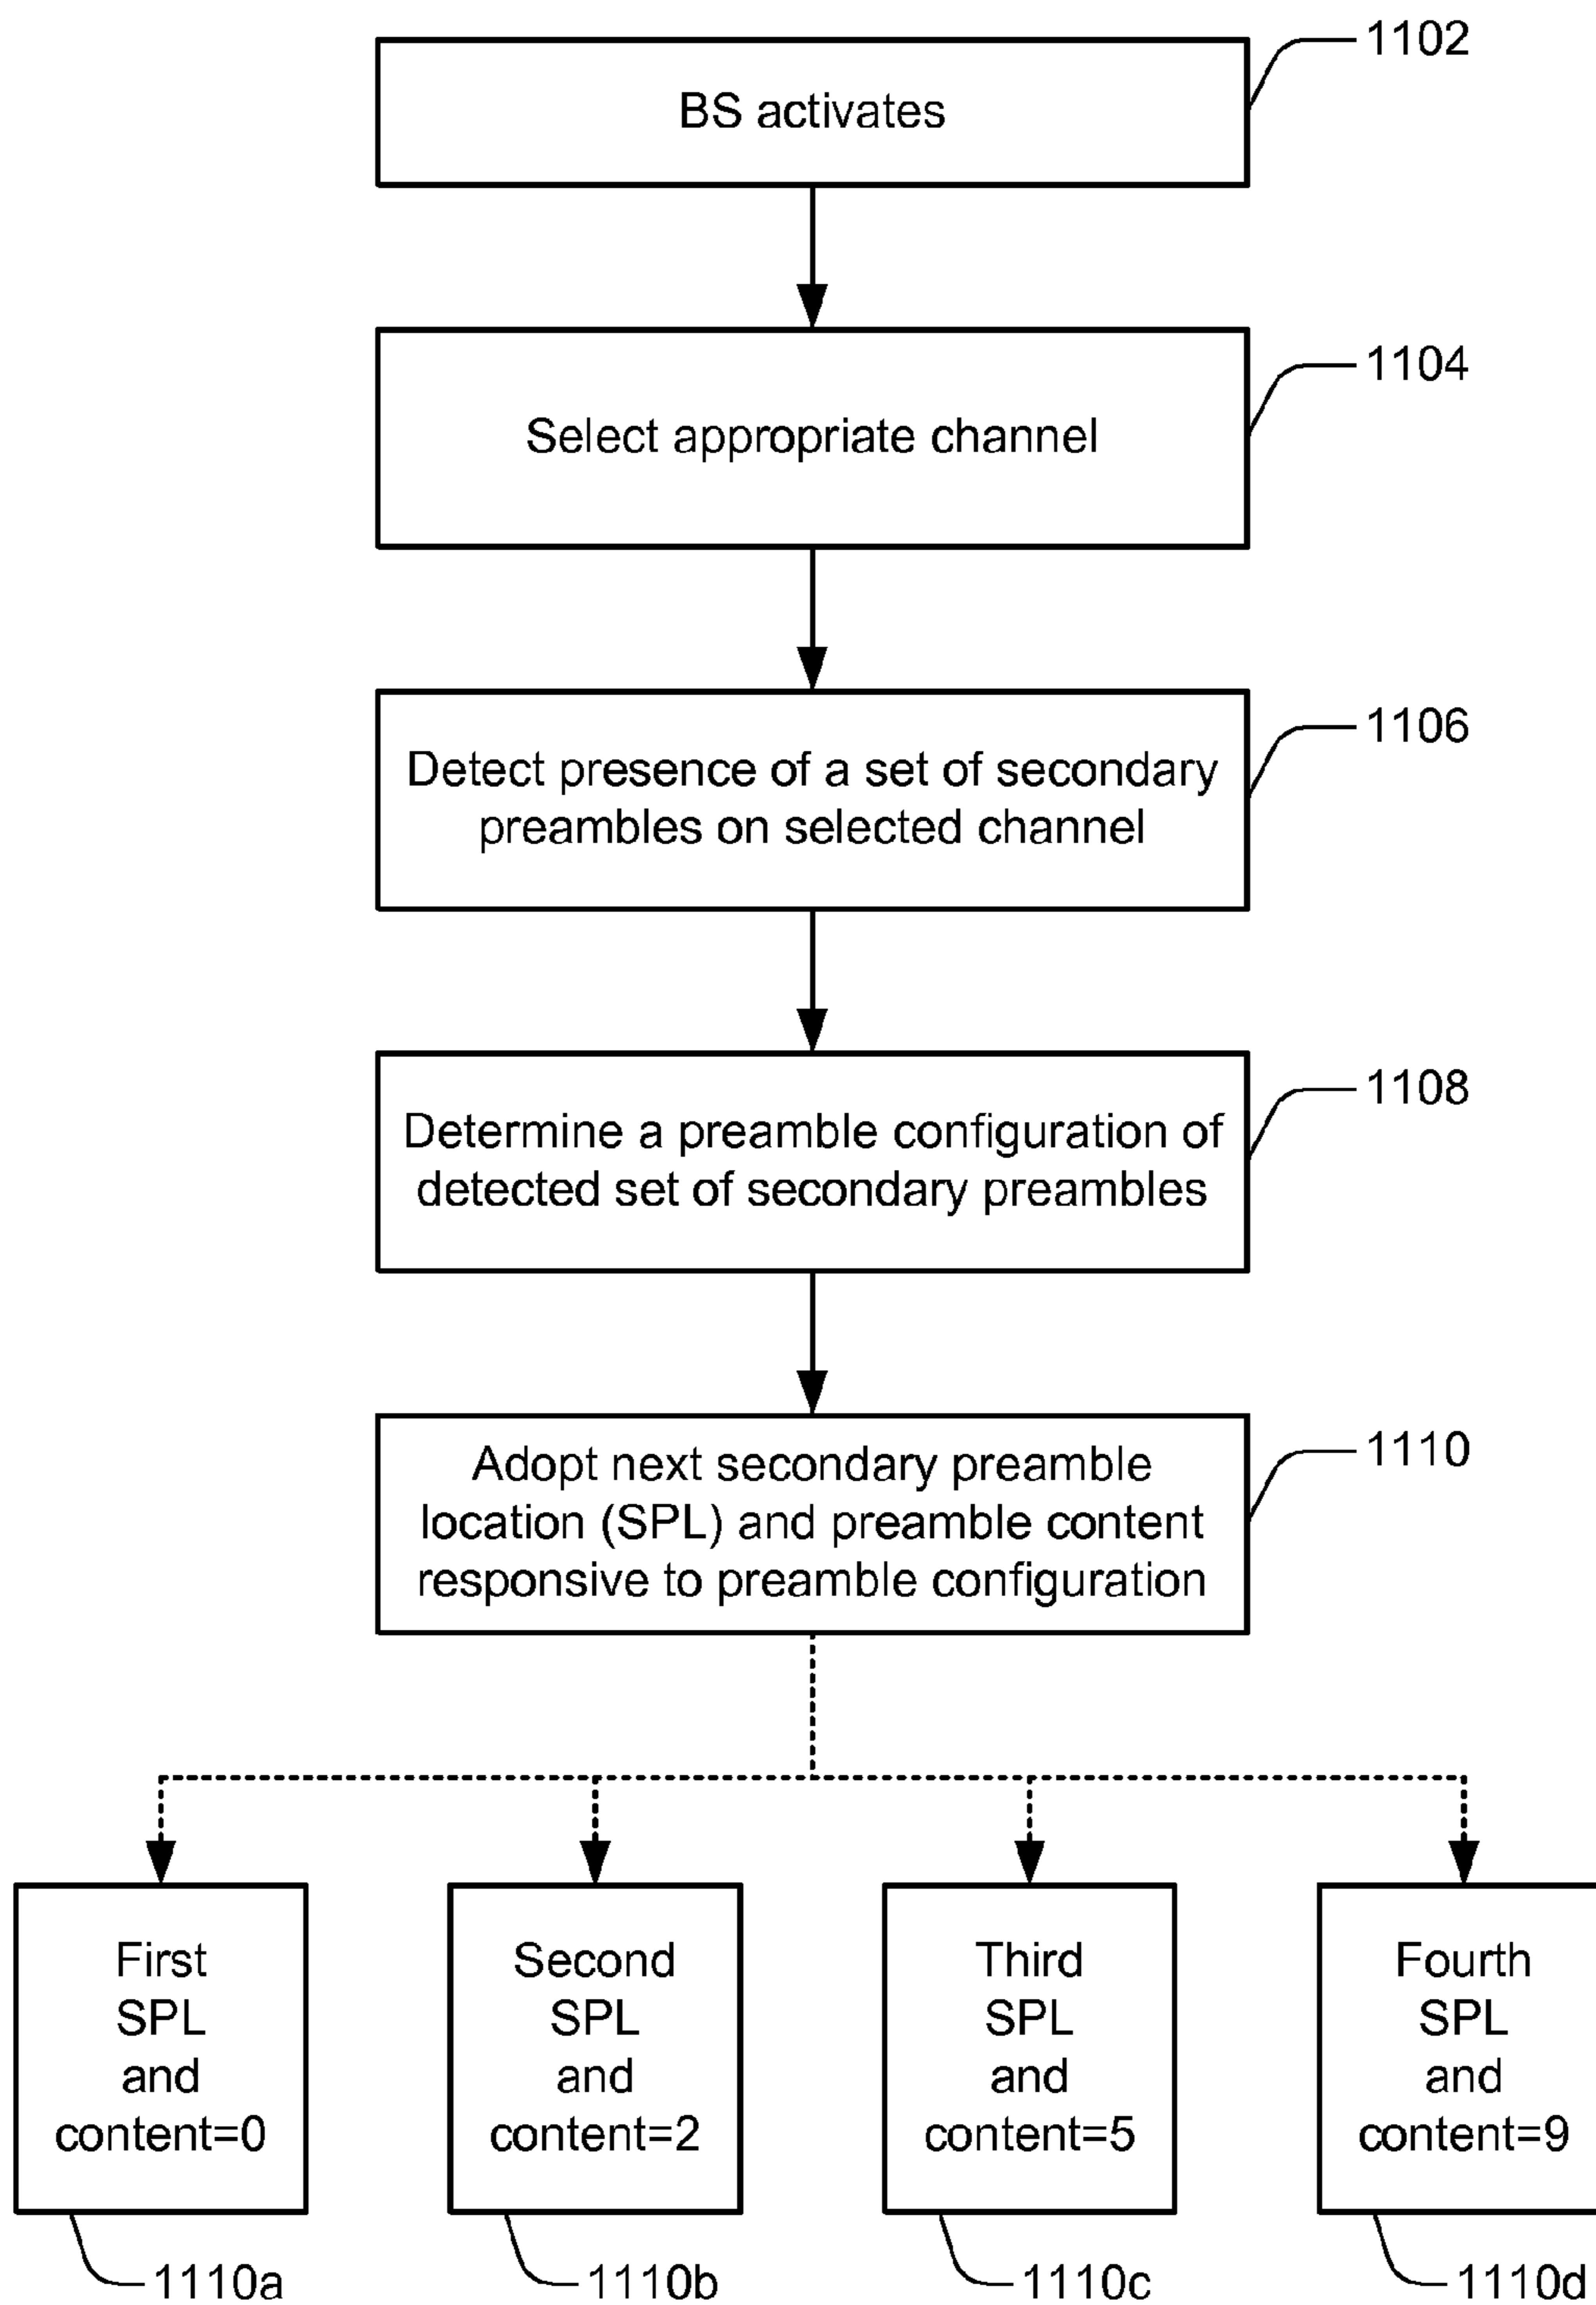 1102
BS activates
1104
Select appropriate channel
1106
Detect presence of a set of secondary
preambles on selected channel
1108
Determine a preamble configuration of
detected set of secondary preambles
1110
Adopt next secondary preamble
location (SPL) and preamble content
responsive to preamble configuration
First
SPL
and
content=0
1110a
Second
SPL
and
content=2
1110b
Third
SPL
and
content=5
1110c
Fourth
SPL
and
content=9
1110d